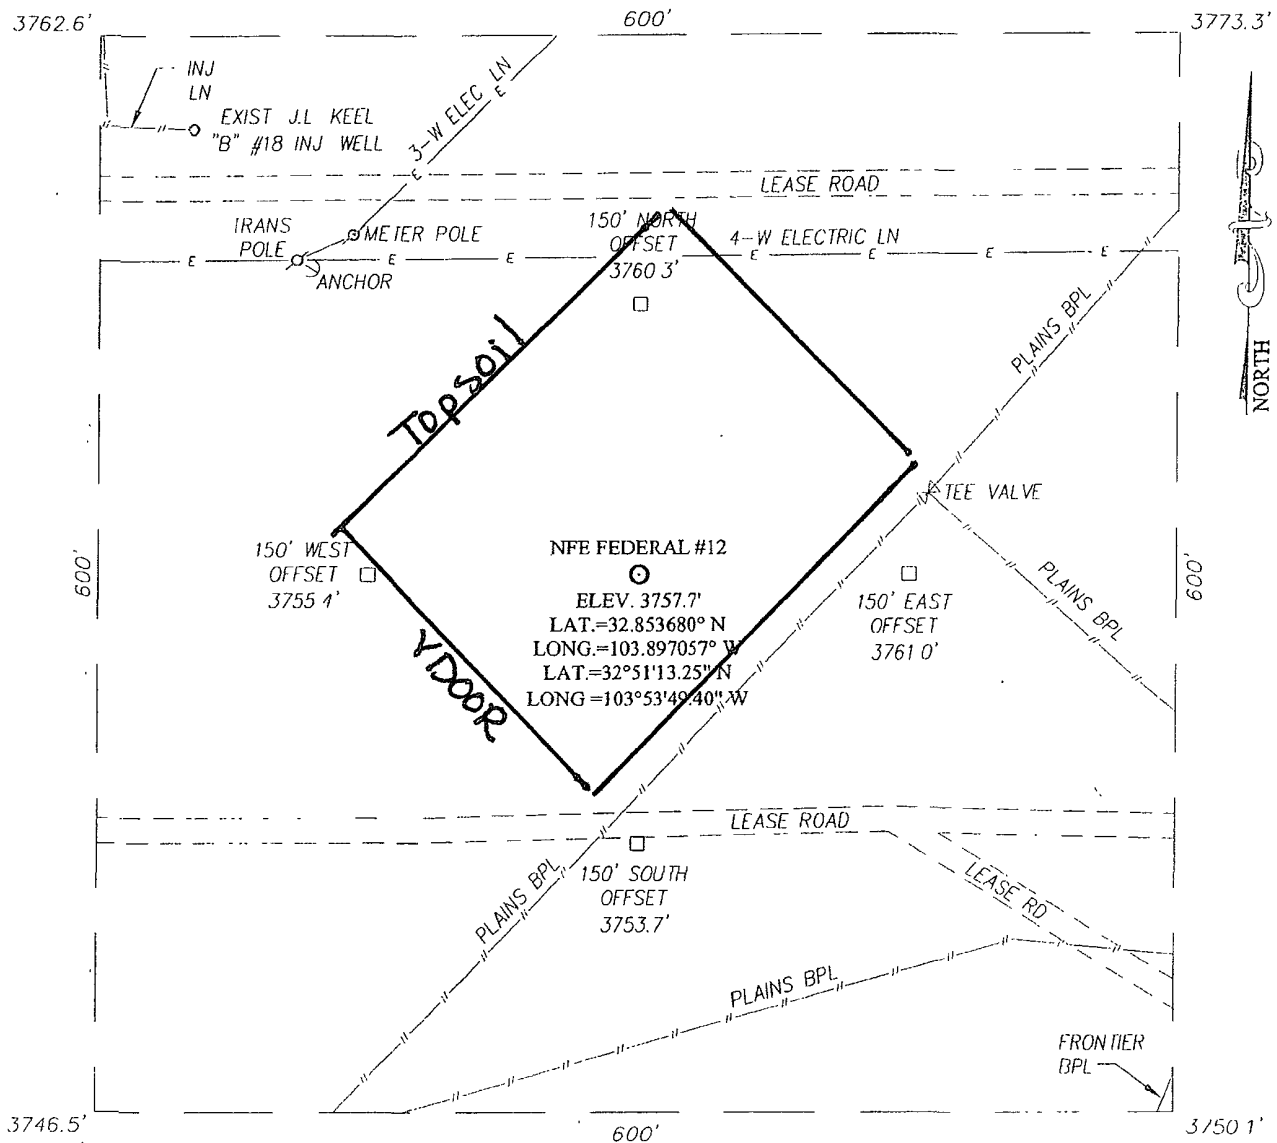 3762.6'
600'
3773.3'
INJ
LN
EXIST J.L KEEL
"B" #18 INJ WELL
3-W ELEC LN
E
E
LEASE ROAD
TRANS
POLE
METER POLE
ANCHOR
150' NORTH
OFFSET
3760 3'
4-W ELECTRIC LN
E
E
E
E
E
E
E
NORTH
PLAINS BPL
Topsoil
TEE VALVE
PLAINS BPL
600'
150' WEST
OFFSET
3755 4'
NFE FEDERAL #12
ELEV. 3757.7'
LAT.=32.853680° N
LONG.=103.897057° W
LAT.=32°51'13.25" N
LONG =103°53'49.40" W
150' EAST
OFFSET
3761 0'
600'
VDOOR
LEASE ROAD
150' SOUTH
OFFSET
3753.7'
PLAINS BPL
LEASE RD
PLAINS BPL
FRONTIER
BPL
3746.5'
600'
3750 1'